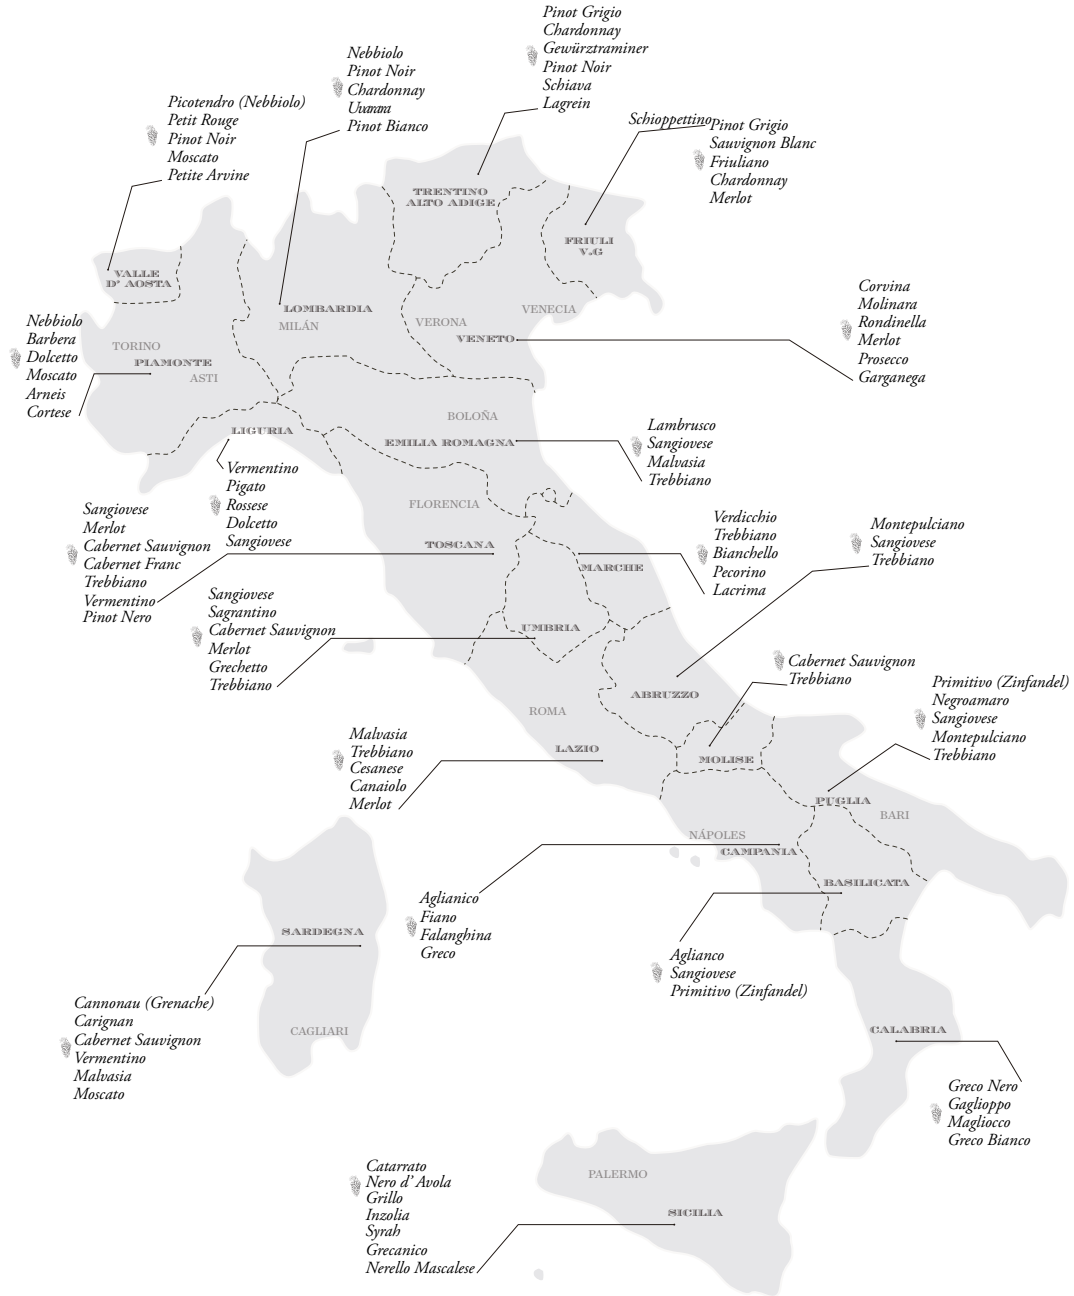 Pinot Grigio
Chardonnay
Gewürztraminer
Pinot Noir
Schiava
Lagrein
Nebbiolo
Pinot Noir
Chardonnay
Uvarara
Pinot Bianco
Picotendro (Nebbiolo)
Petit Rouge
Pinot Noir
Moscato
Petite Arvine
Schioppettino
Pinot Grigio
Sauvignon Blanc
Friuliano
Chardonnay
Merlot
TRENTINO
ALTO ADIGE
FRIULI
V.G
VALLE
D' AOSTA
LOMBARDIA
MILÁN
VERONA
VENECIA
VENETO
Corvina
Molinara
Rondinella
Merlot
Prosecco
Garganega
Nebbiolo
Barbera
Dolcetto
Moscato
Arneis
Cortese
TORINO
PIAMONTE
ASTI
LIGURIA
BOLOÑA
EMILIA ROMAGNA
Lambrusco
Sangiovese
Malvasia
Trebbiano
Vermentino
Pigato
Rossese
Dolcetto
Sangiovese
FLORENCIA
TOSCANA
Sangiovese
Merlot
Cabernet Sauvignon
Cabernet Franc
Trebbiano
Vermentino
Pinot Nero
Verdicchio
Trebbiano
Bianchello
Pecorino
Lacrima
MARCHE
Montepulciano
Sangiovese
Trebbiano
Sangiovese
Sagrantino
Cabernet Sauvignon
Merlot
Grechetto
Trebbiano
UMBRIA
ABRUZZO
Cabernet Sauvignon
Trebbiano
Primitivo (Zinfandel)
Negroamaro
Sangiovese
Montepulciano
Trebbiano
ROMA
LAZIO
MOLISE
Malvasia
Trebbiano
Cesanese
Canaiolo
Merlot
PUGLIA
BARI
NÁPOLES
CAMPANIA
BASILICATA
Aglianico
Fiano
Falanghina
Greco
Aglianco
Sangiovese
Primitivo (Zinfandel)
SARDEGNA
CAGLIARI
Cannonau (Grenache)
Carignan
Cabernet Sauvignon
Vermentino
Malvasia
Moscato
CALABRIA
Greco Nero
Gaglioppo
Magliocco
Greco Bianco
PALERMO
SICILIA
Catarrato
Nero d' Avola
Grillo
Inzolia
Syrah
Grecanico
Nerello Mascalese